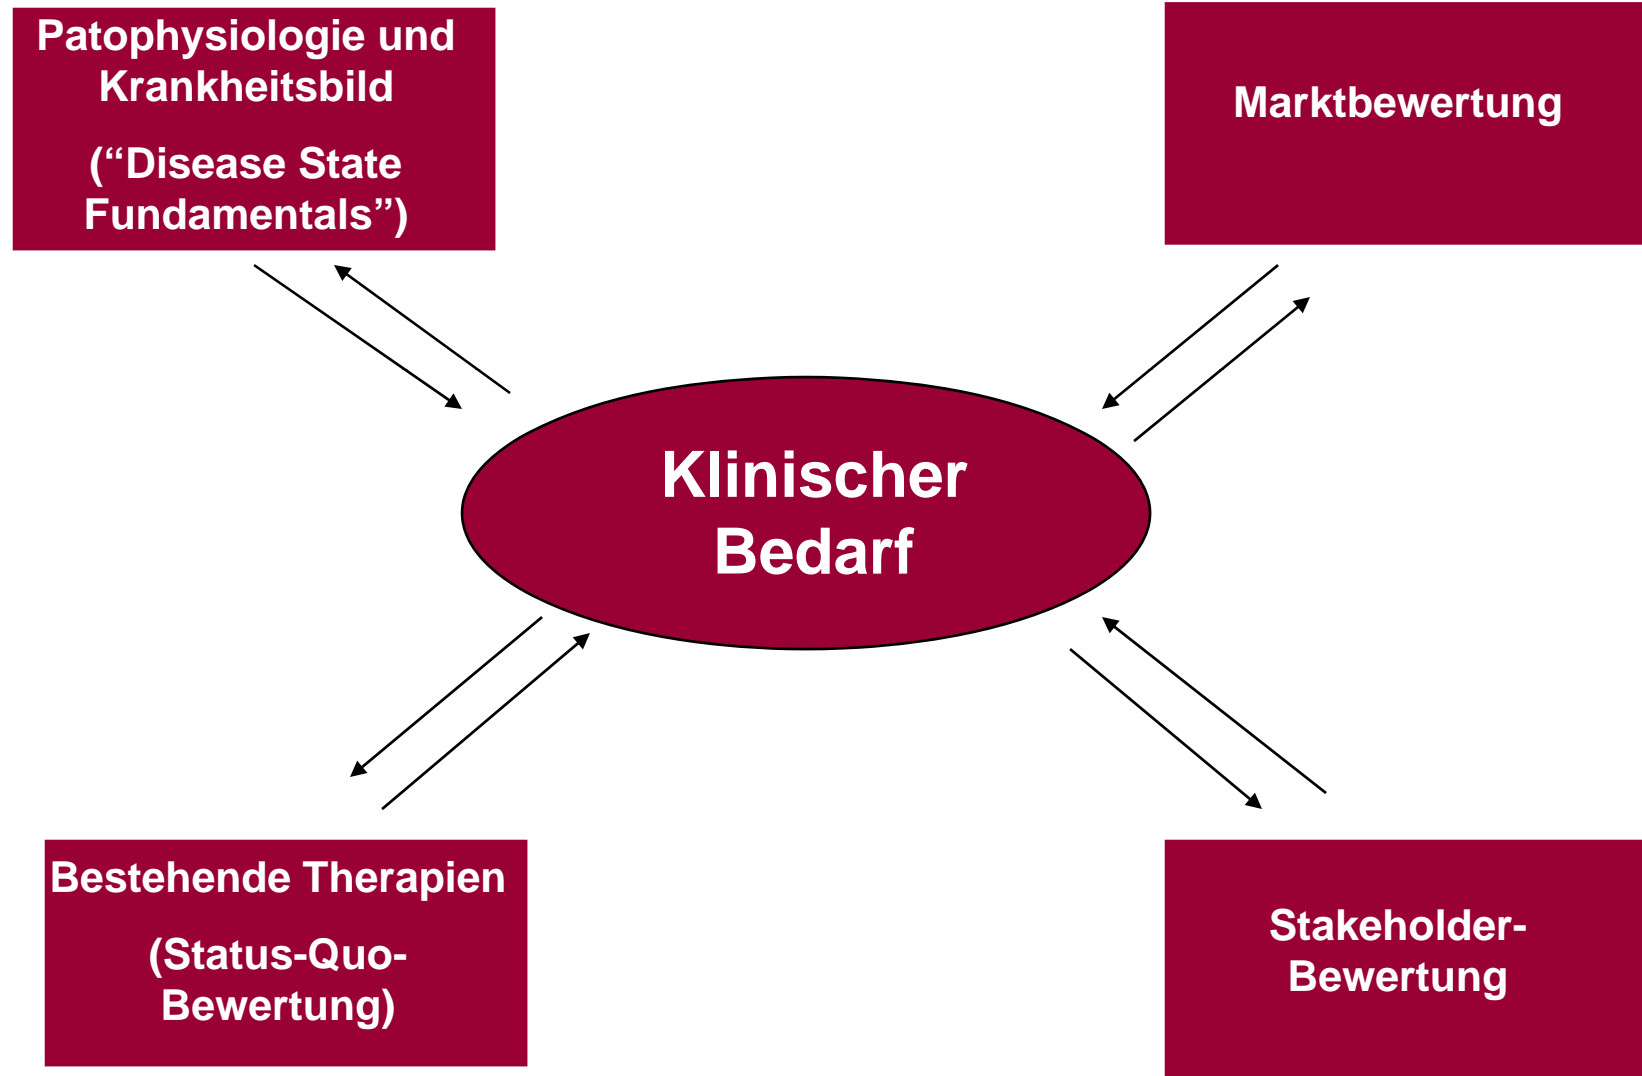 Patophysiologie und
Krankheitsbild
(“Disease State
Fundamentals”)
Marktbewertung
Klinischer
Bedarf
Bestehende Therapien
(Status-Quo-
Bewertung)
Stakeholder-
Bewertung